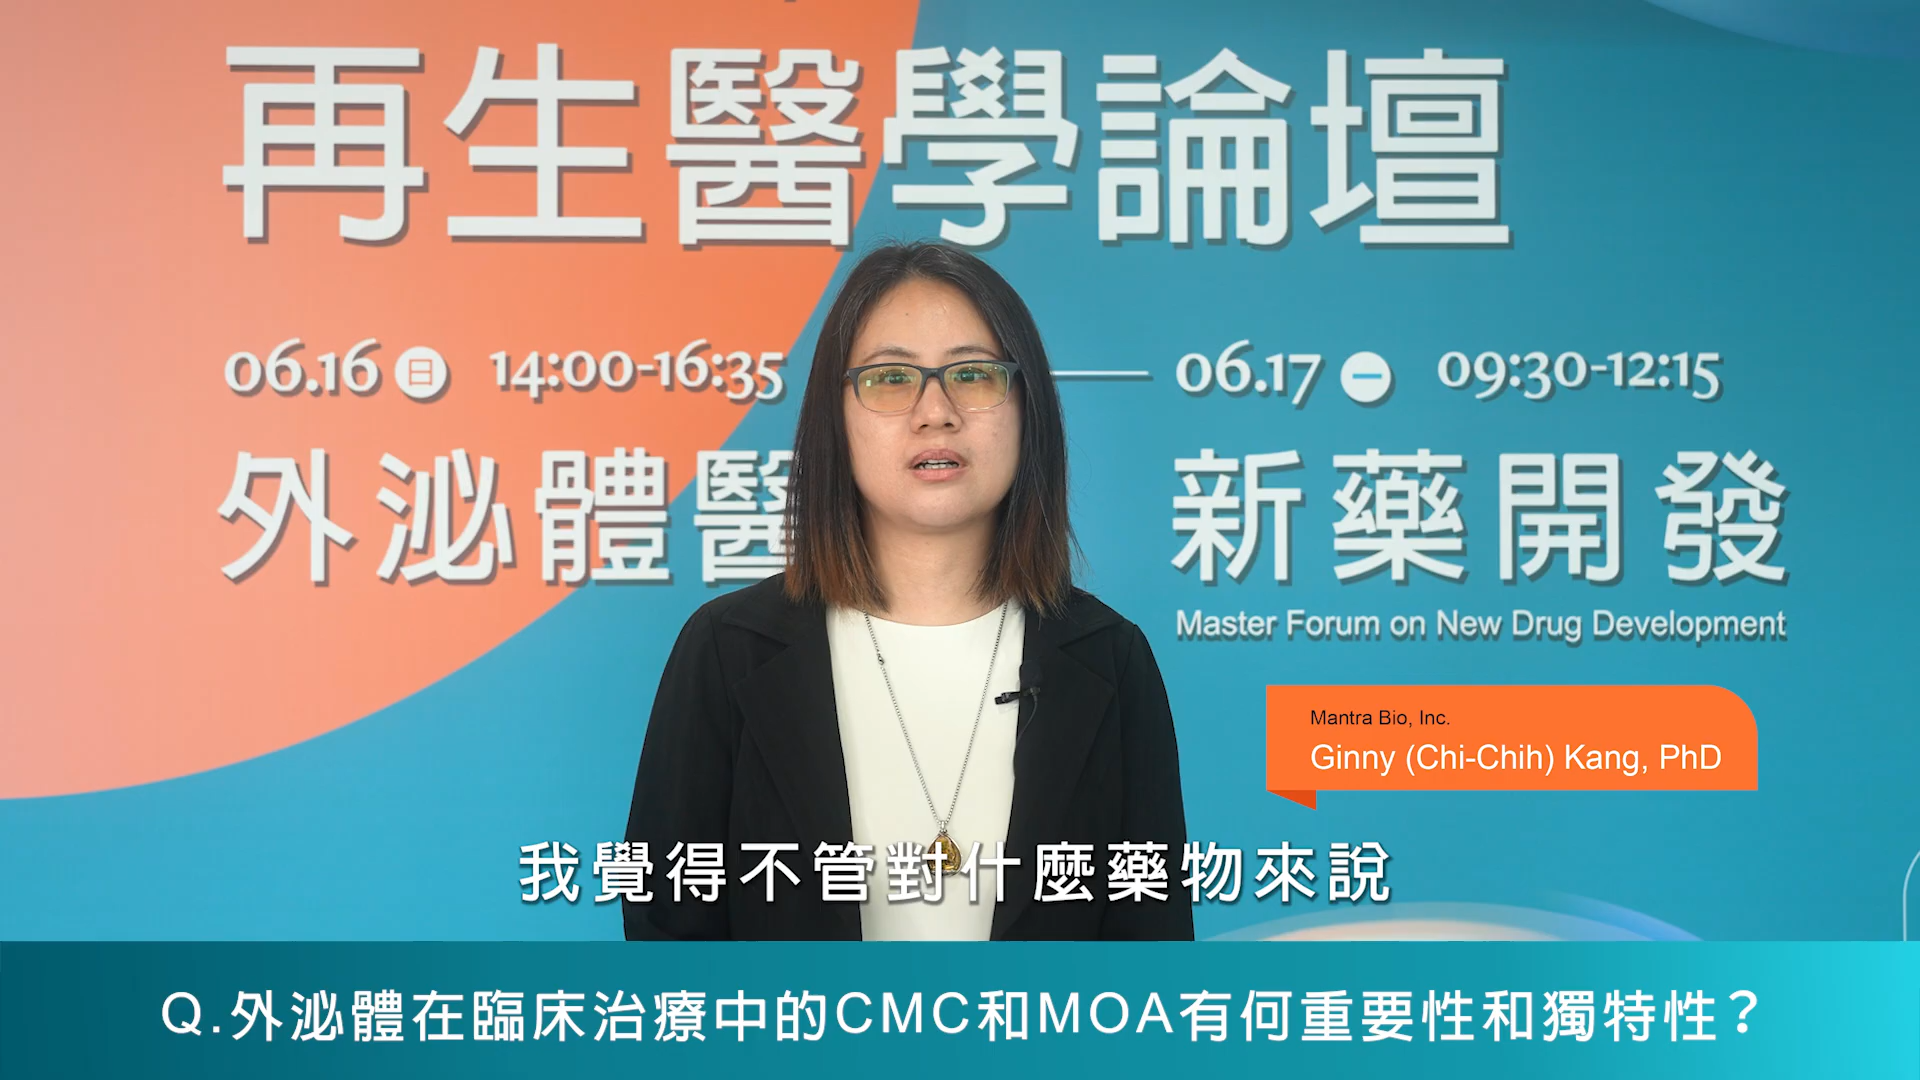 再生醫學論壇
06.16 日 14:00-16:35
06.17 一 09:30-12:15
外泌體醫
新藥開發
Master Forum on New Drug Development
Mantra Bio, Inc.
Ginny (Chi-Chih) Kang, PhD
我覺得不管對什麼藥物來說
Q.外泌體在臨床治療中的CMC和MOA有何重要性和獨特性？